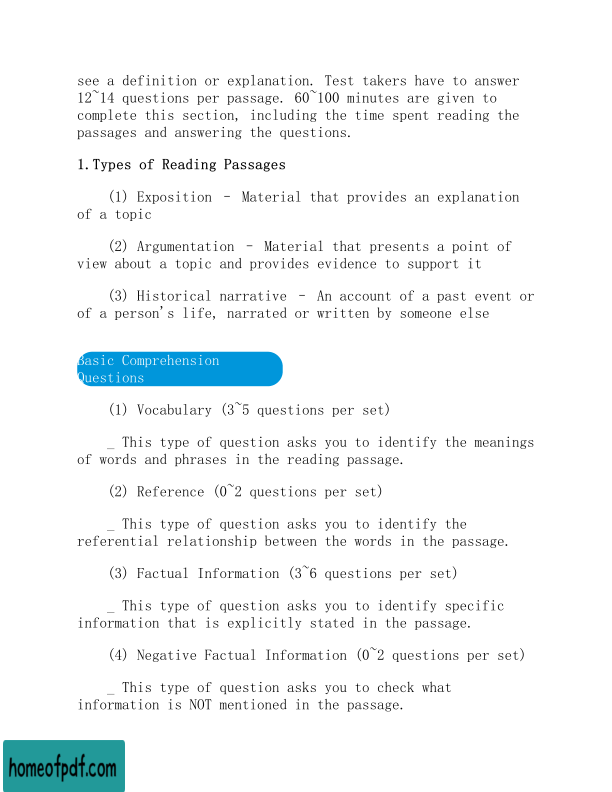 see a definition or explanation. Test takers have to answer
12~14 questions per passage. 60~100 minutes are given to
complete this section, including the time spent reading the
passages and answering the questions.
1.Types of Reading Passages
(1) Exposition – Material that provides an explanation
of a topic
(2) Argumentation – Material that presents a point of
view about a topic and provides evidence to support it
(3) Historical narrative – An account of a past event or
of a person's life, narrated or written by someone else
Basic Comprehension
Questions
(1) Vocabulary (3~5 questions per set)
_ This type of question asks you to identify the meanings
of words and phrases in the reading passage.
(2) Reference (0~2 questions per set)
_ This type of question asks you to identify the
referential relationship between the words in the passage.
(3) Factual Information (3~6 questions per set)
_ This type of question asks you to identify specific
information that is explicitly stated in the passage.
(4) Negative Factual Information (0~2 questions per set)
_ This type of question asks you to check what
information is NOT mentioned in the passage.
homeofpdf.com